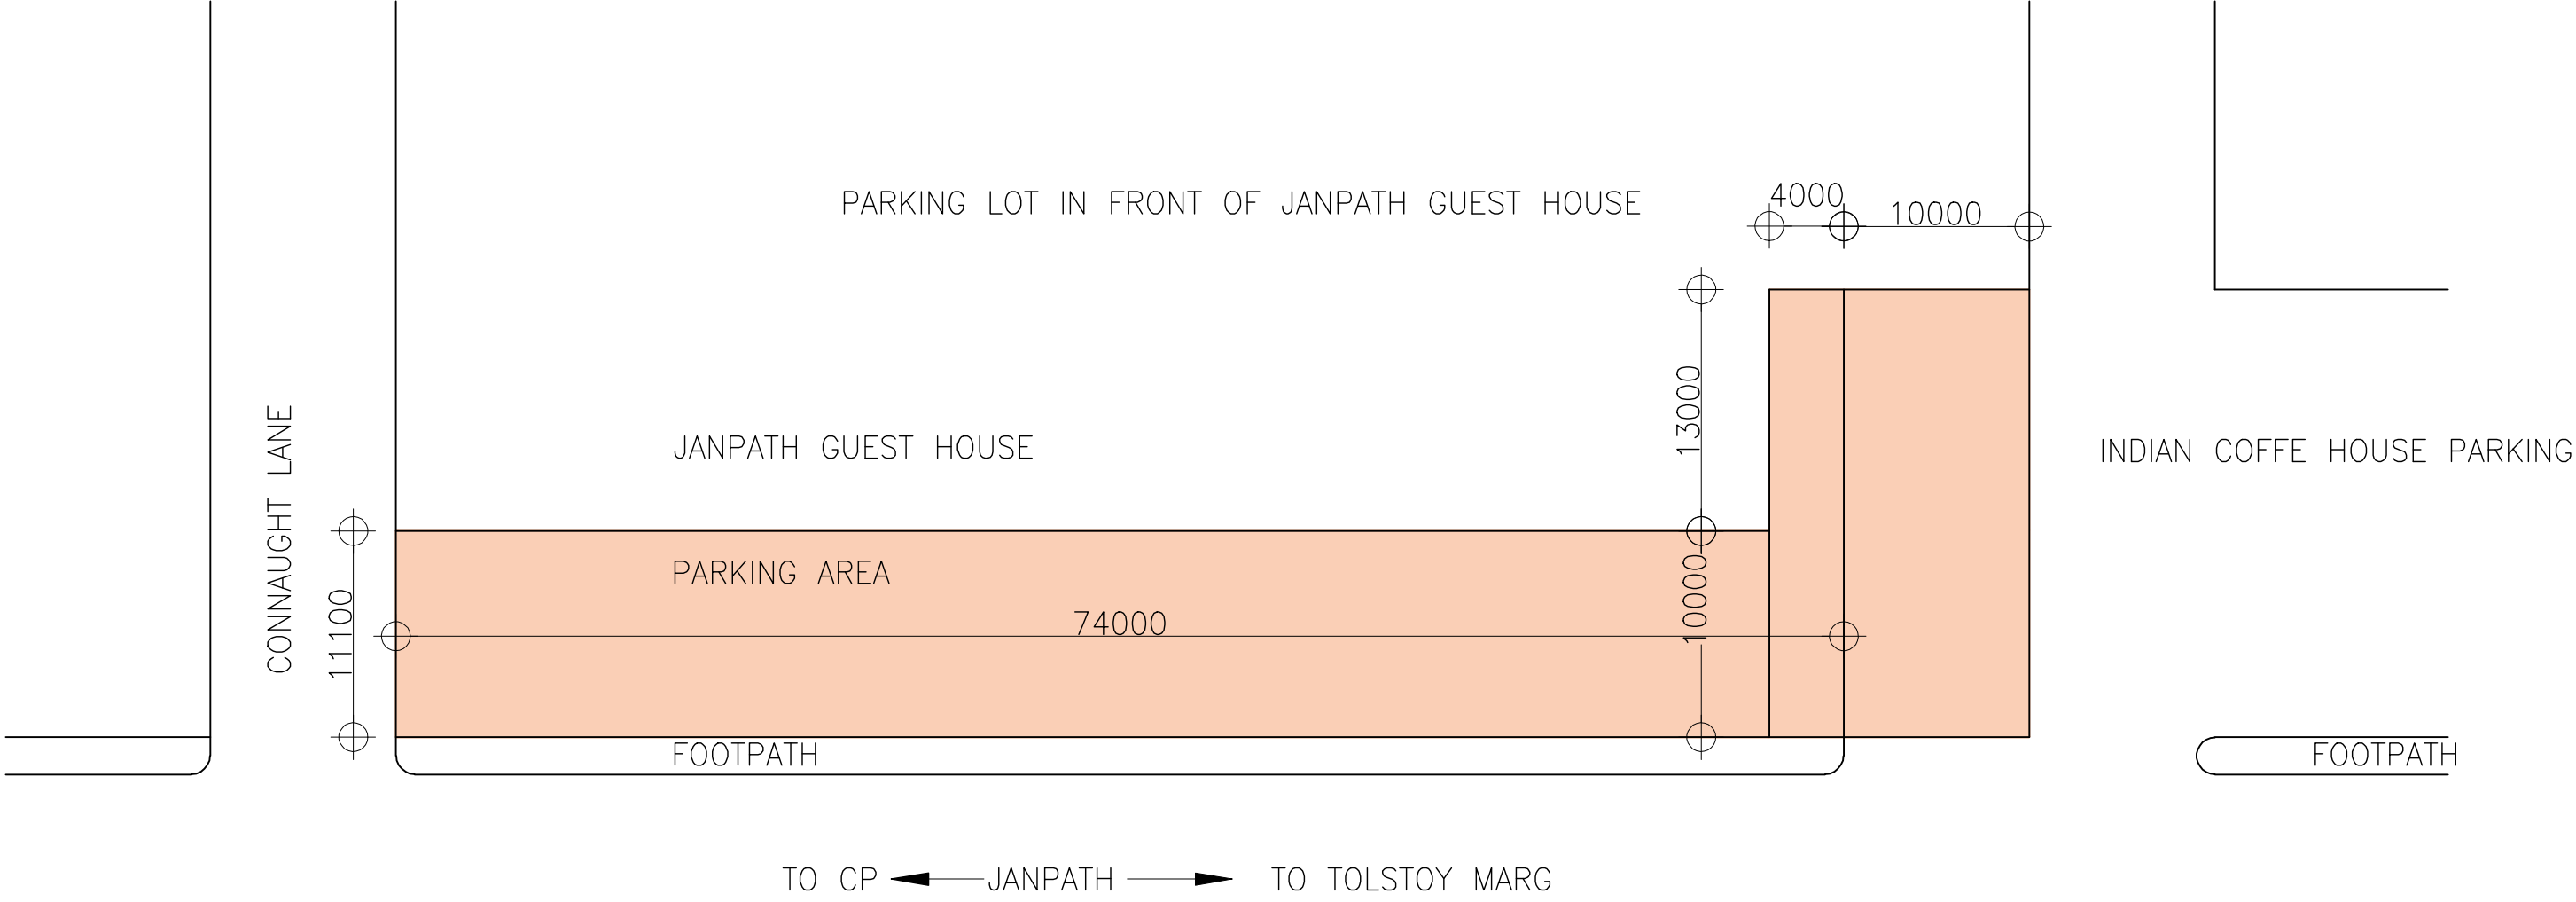 PARKING LOT IN FRONT OF JANPATH GUEST HOUSE
4000
10000
13000
JANPATH GUEST HOUSE
INDIAN COFFE HOUSE PARKING
CONNAUGHT LANE
11100
PARKING AREA
74000
10000
FOOTPATH
FOOTPATH
TO CP JANPATH TO TOLSTOY MARG